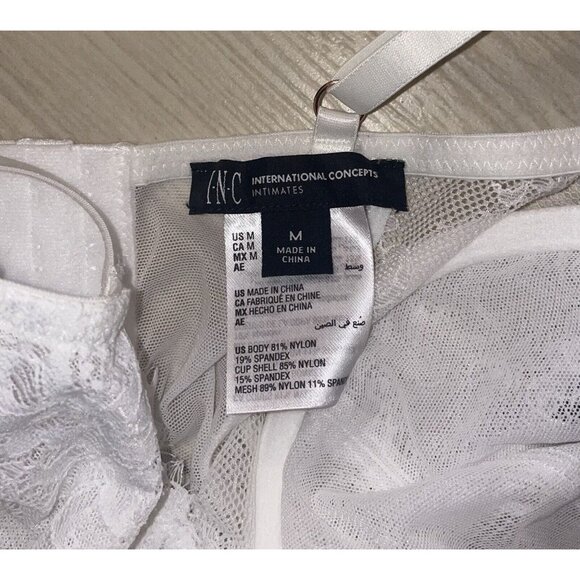 I·N·C INTERNATIONAL CONCEPTS
INTIMATES
M
MADE IN
CHINA
US M
CA M
MX M
AE وسط
US MADE IN CHINA
CA FABRIQUÉ EN CHINE
MX HECHO EN CHINA
AE صنع في الصين
US BODY 81% NYLON
19% SPANDEX
CUP SHELL 85% NYLON
15% SPANDEX
MESH 89% NYLON 11% SPAN